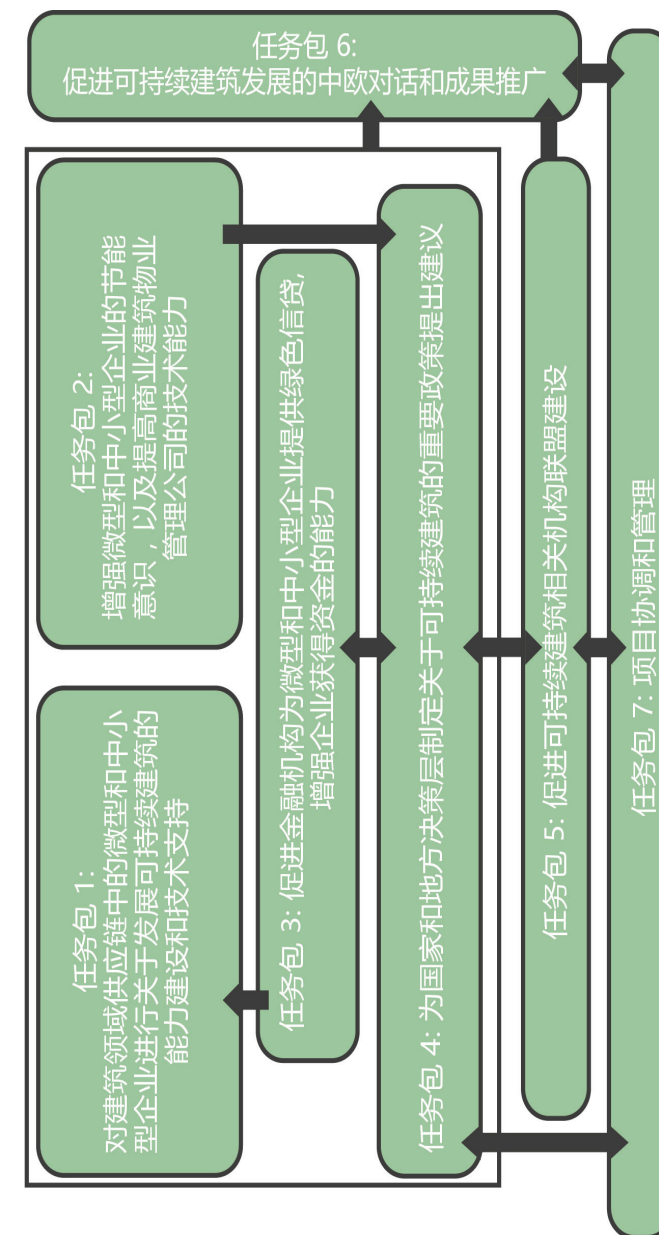 任务包 6:
促进可持续建筑发展的中欧对话和成果推广
任务包 1:
对建筑领域供应链中的微型和中小
型企业进行关于发展可持续建筑的
能力建设和技术支持
任务包 2:
增强微型和中小型企业的节能
意识，以及提高商业建筑物业
管理公司的技术能力
任务包 3: 促进金融机构为微型和中小型企业提供绿色信贷,
增强企业获得资金的能力
任务包 4: 为国家和地方决策层制定关于可持续建筑的重要政策提出建议
任务包 5: 促进可持续建筑相关机构联盟建设
任务包 7: 项目协调和管理